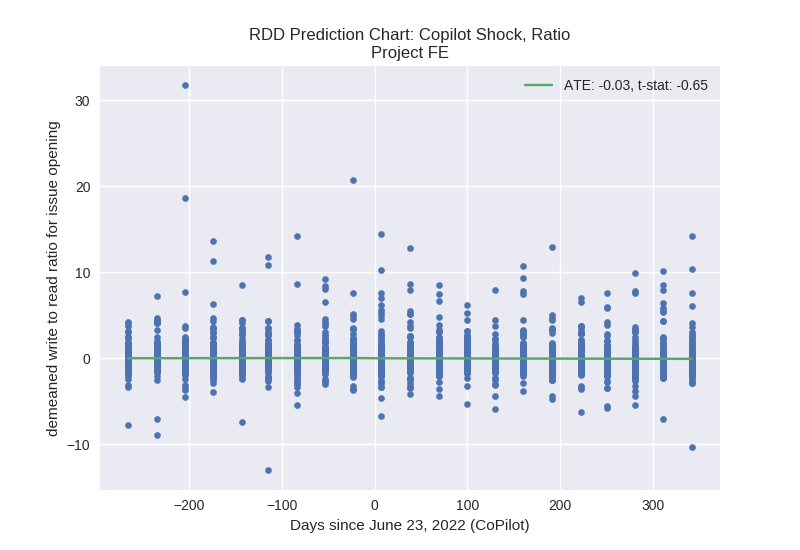 RDD Prediction Chart: Copilot Shock, Ratio
Project FE
ATE: -0.03, t-stat: -0.65
demeaned write to read ratio for issue opening
30
20
10
0
−10
−200
−100
0
100
200
300
Days since June 23, 2022 (CoPilot)